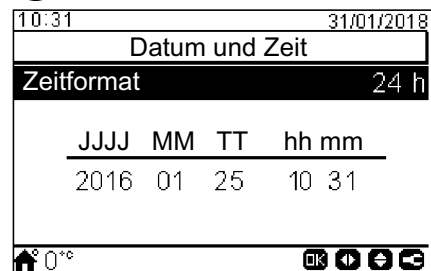 10:31 31/01/2018
Datum und Zeit
Zeitformat 24 h
JJJJ MM TT hh mm
2016 01 25 10 31
0°C OK